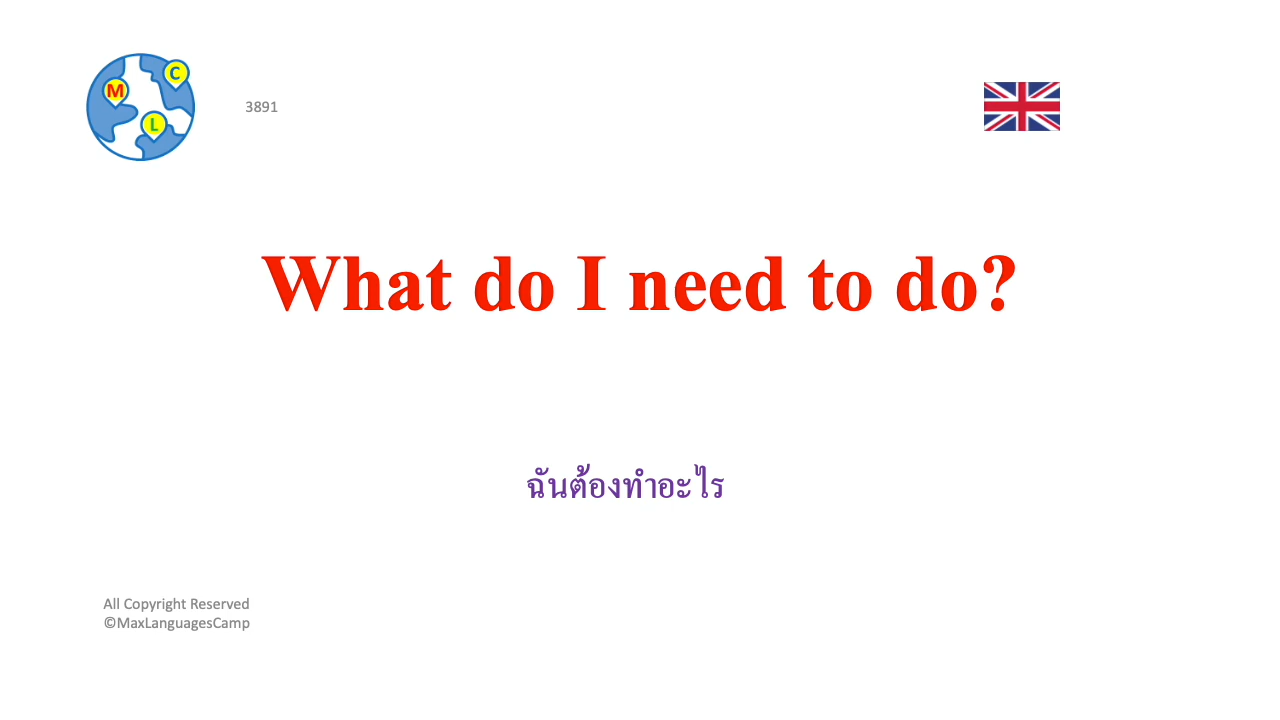 M
C
L
3891
What do I need to do?
ฉันต้องทำอะไร
All Copyright Reserved
©MaxLanguagesCamp